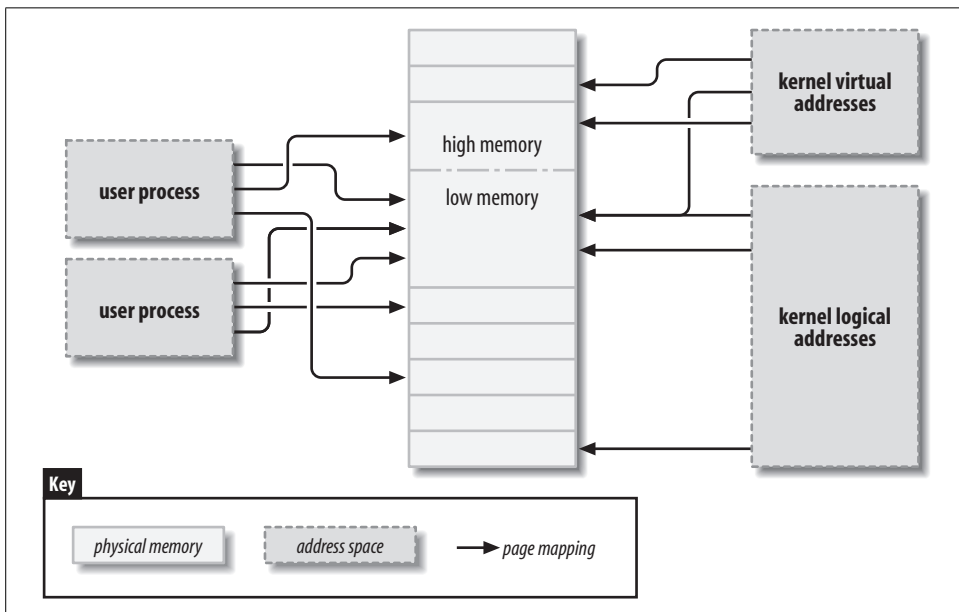 kernel virtual
addresses
high memory
user process
low memory
user process
kernel logical
addresses
Key
physical memory
address space
page mapping